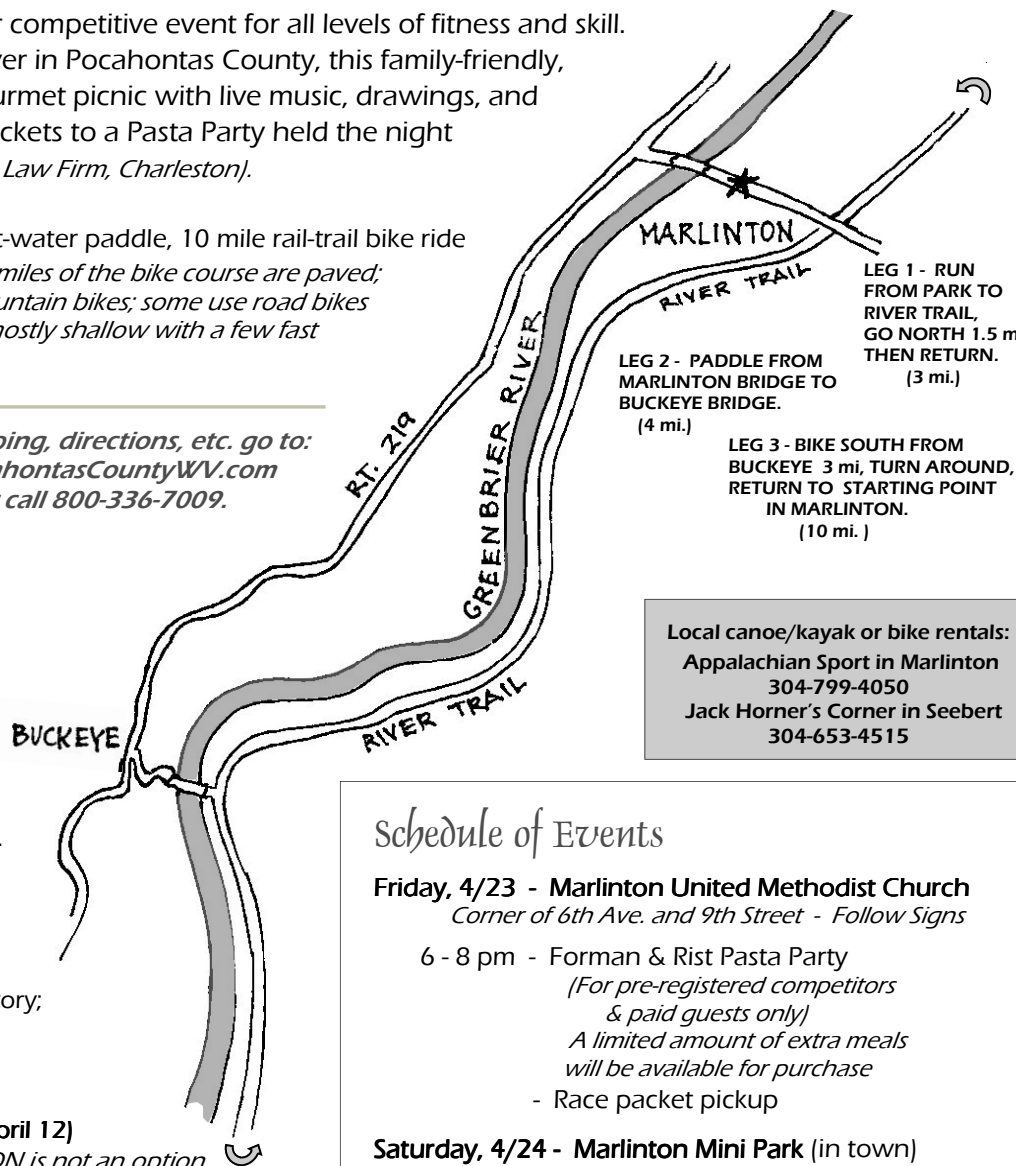 r competitive event for all levels of fitness and skill.
ver in Pocahontas County, this family-friendly,
urmet picnic with live music, drawings, and
ckets to a Pasta Party held the night
Law Firm, Charleston).
t-water paddle, 10 mile rail-trail bike ride
miles of the bike course are paved;
untain bikes; some use road bikes
mostly shallow with a few fast
ping, directions, etc. go to:
ahontasCountyWV.com
call 800-336-7009.
MARLINTON
RIVER TRAIL
LEG 1 - RUN
FROM PARK TO
RIVER TRAIL,
GO NORTH 1.5 m
THEN RETURN.
(3 mi.)
LEG 2 - PADDLE FROM
MARLINTON BRIDGE TO
BUCKEYE BRIDGE.
(4 mi.)
LEG 3 - BIKE SOUTH FROM
BUCKEYE 3 mi, TURN AROUND,
RETURN TO STARTING POINT
IN MARLINTON.
(10 mi. )
RT. 219
GREENBRIER RIVER
RIVER TRAIL
BUCKEYE
Local canoe/kayak or bike rentals:
Appalachian Sport in Marlinton
304-799-4050
Jack Horner's Corner in Seebert
304-653-4515
ory;
pril 12)
ON is not an option
Schedule of Events
Friday, 4/23 - Marlinton United Methodist Church
Corner of 6th Ave. and 9th Street - Follow Signs
6 - 8 pm - Forman & Rist Pasta Party
(For pre-registered competitors
& paid guests only)
A limited amount of extra meals
will be available for purchase
- Race packet pickup
Saturday, 4/24 - Marlinton Mini Park (in town)